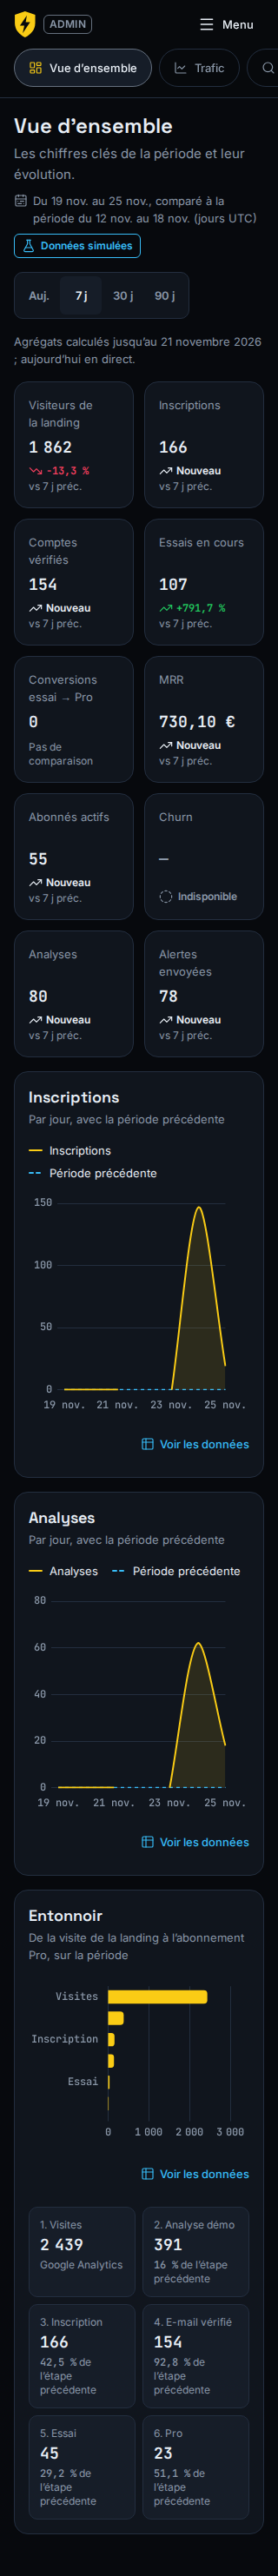 ADMIN
Menu
Vue d'ensemble
Trafic
Vue d'ensemble
Les chiffres clés de la période et leur
évolution.
Du 19 nov. au 25 nov., comparé à la
période du 12 nov. au 18 nov. (jours UTC)
Données simulées
Auj. 7 j 30 j 90 j
Agrégats calculés jusqu'au 21 novembre 2026
; aujourd'hui en direct.
Visiteurs de
la landing
1 862
-13,3 %
vs 7 j préc.
Inscriptions
166
Nouveau
vs 7 j préc.
Comptes
vérifiés
154
Nouveau
vs 7 j préc.
Essais en cours
107
+791,7 %
vs 7 j préc.
Conversions
essai → Pro
0
Pas de
comparaison
MRR
730,10 €
Nouveau
vs 7 j préc.
Abonnés actifs
55
Nouveau
vs 7 j préc.
Churn
—
Indisponible
Analyses
80
Nouveau
vs 7 j préc.
Alertes
envoyées
78
Nouveau
vs 7 j préc.
Inscriptions
Par jour, avec la période précédente
Inscriptions
Période précédente
150
100
50
0
19 nov. 21 nov. 23 nov. 25 nov.
Voir les données
Analyses
Par jour, avec la période précédente
Analyses Période précédente
80
60
40
20
0
19 nov. 21 nov. 23 nov. 25 nov.
Voir les données
Entonnoir
De la visite de la landing à l'abonnement
Pro, sur la période
Visites
Inscription
Essai
0 1 000 2 000 3 000
Voir les données
1. Visites
2 439
Google Analytics
2. Analyse démo
391
16 % de l'étape
précédente
3. Inscription
166
42,5 % de
l'étape
précédente
4. E-mail vérifié
154
92,8 % de
l'étape
précédente
5. Essai
45
29,2 % de
l'étape
précédente
6. Pro
23
51,1 % de
l'étape
précédente